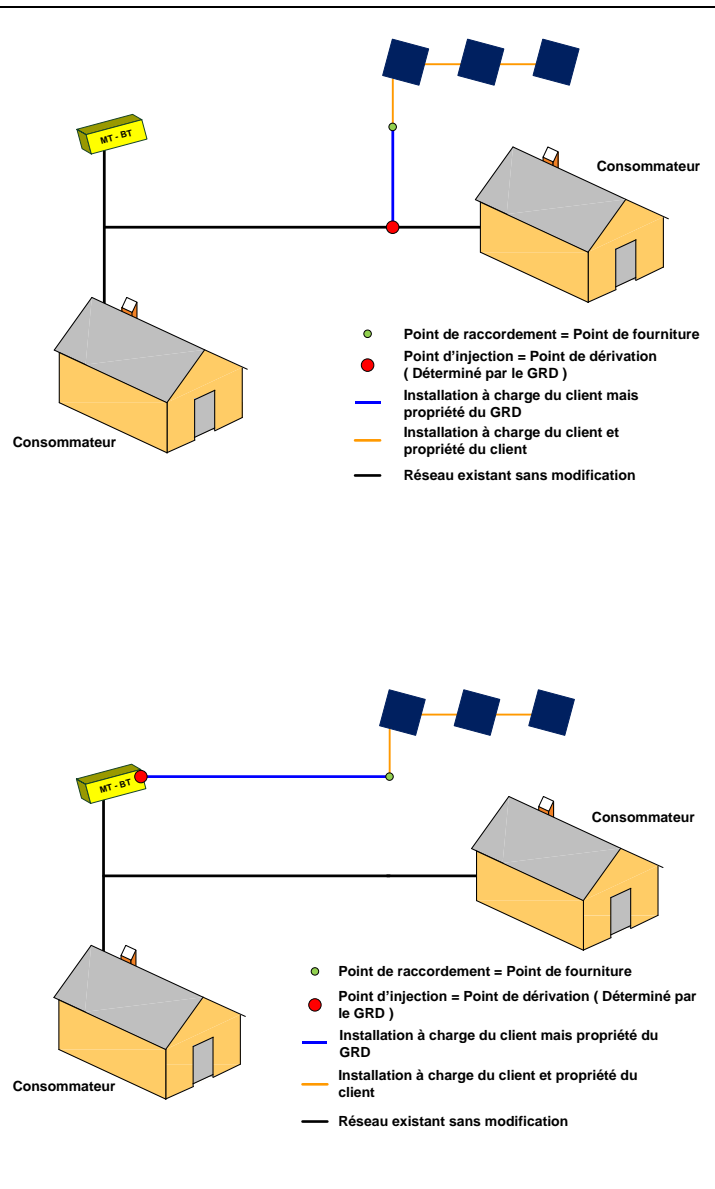 MT - BT
Consommateur
Point de raccordement = Point de fourniture
Point d'injection = Point de dérivation
( Déterminé par le GRD )
Installation à charge du client mais
propriété du GRD
Consommateur
Installation à charge du client et
propriété du client
Réseau existant sans modification
MT - BT
Consommateur
Point de raccordement = Point de fourniture
Point d'injection = Point de dérivation ( Déterminé par
le GRD )
Installation à charge du client mais propriété du
GRD
Installation à charge du client et propriété du
client
Consommateur
Réseau existant sans modification